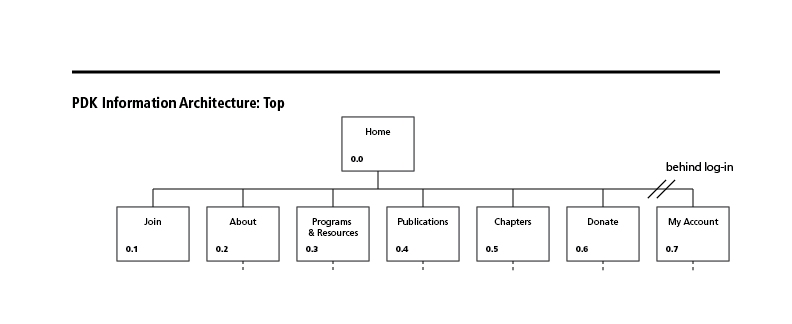 PDK Information Architecture: Top
Home
0.0
behind log-in
Join
0.1
About
0.2
Programs
& Resources
0.3
Publications
0.4
Chapters
0.5
Donate
0.6
My Account
0.7